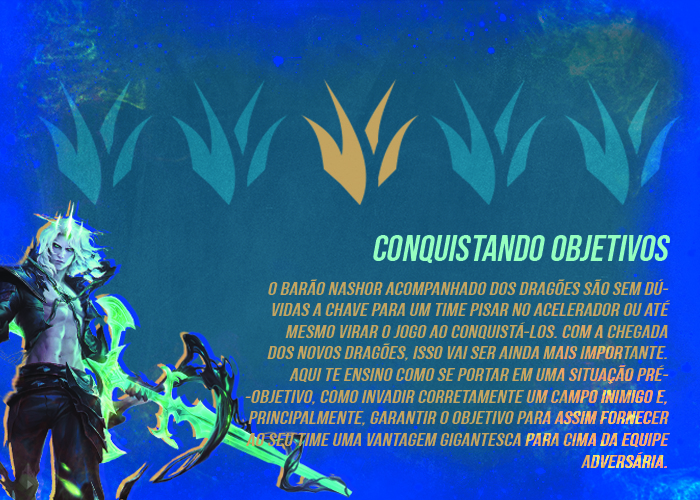 CONQUISTANDO OBJETIVOS
O BARÃO NASHOR ACOMPANHADO DOS DRAGÕES SÃO SEM DÚ-
VIDAS A CHAVE PARA UM TIME PISAR NO ACELERADOR OU ATÉ
MESMO VIRAR O JOGO AO CONQUISTÁ-LOS. COM A CHEGADA
DOS NOVOS DRAGÕES, ISSO VAI SER AINDA MAIS IMPORTANTE.
AQUI TE ENSINO COMO SE PORTAR EM UMA SITUAÇÃO PRÉ-
-OBJETIVO, COMO INVADIR CORRETAMENTE UM CAMPO INIMIGO E,
PRINCIPALMENTE, GARANTIR O OBJETIVO PARA ASSIM FORNECER
AO SEU TIME UMA VANTAGEM GIGANTESCA PARA CIMA DA EQUIPE
ADVERSÁRIA.